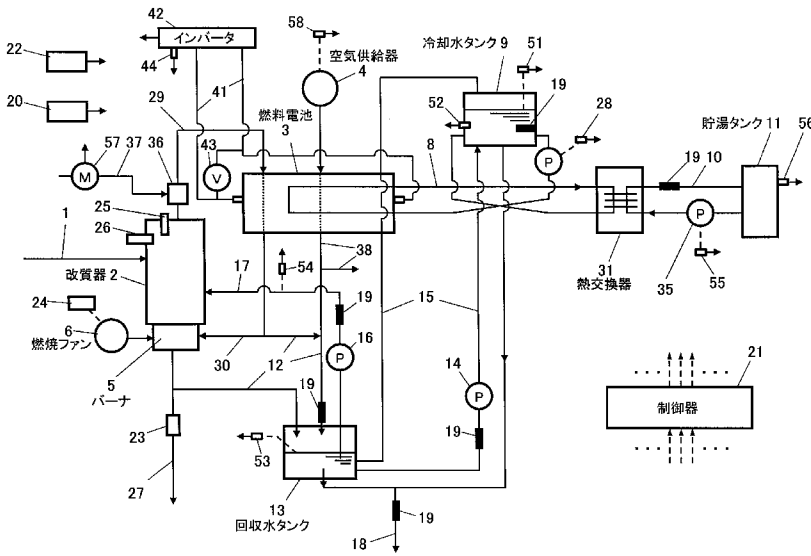 42
インバータ
22
44
20
29
41
57
37
36
M
43
V
25
26
1
改質器 2
24
6
燃焼ファン
5
バーナ
23
27
58
空気供給器
4
燃料電池
3
38
17
54
30
12
12
19
P
16
19
53
13
回収水タンク
18
19
15
14
P
19
冷却水タンク 9
51
19
52
28
P
8
31
熱交換器
19
10
貯湯タンク 11
56
P
35
55
21
制御器